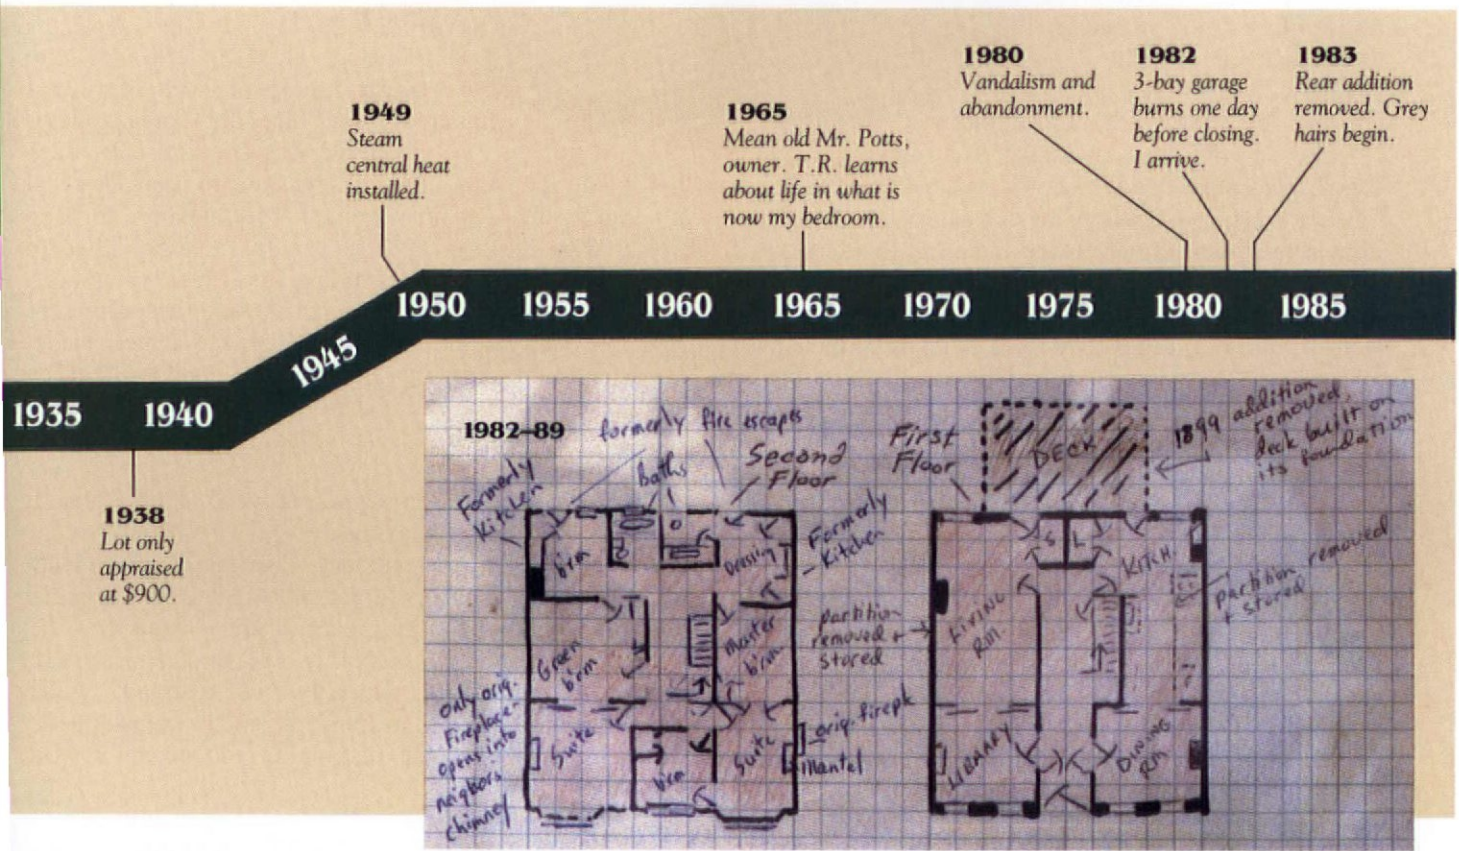 1980
Vandalism and
abandonment.
1982
3-bay garage
burns one day
before closing.
I arrive.
1983
Rear addition
removed. Grey
hairs begin.
1949
Steam
central heat
installed.
1965
Mean old Mr. Potts,
owner. T.R. learns
about life in what is
now my bedroom.
1935 1940 1945 1950 1955 1960 1965 1970 1975 1980 1985
1938
Lot only
appraised
at $900.
1982–89
formerly fire escapes
Formerly
Kitchen
Baths
Second
Floor
Formerly
Kitchen
b'rm
Dressing
Green
b'rm
Master
b'rm
only orig.
Fireplace-
opens into
neighbors
chimney
Suite
b'rm
Suite
orig. firepl.
Mantel
First
Floor
DECK
1899 addition
removed,
deck built on
its foundation
S L
KITCH.
LIVING
RM.
partition
removed +
stored
partition removed
+ stored
LIBRARY
DINING
RM